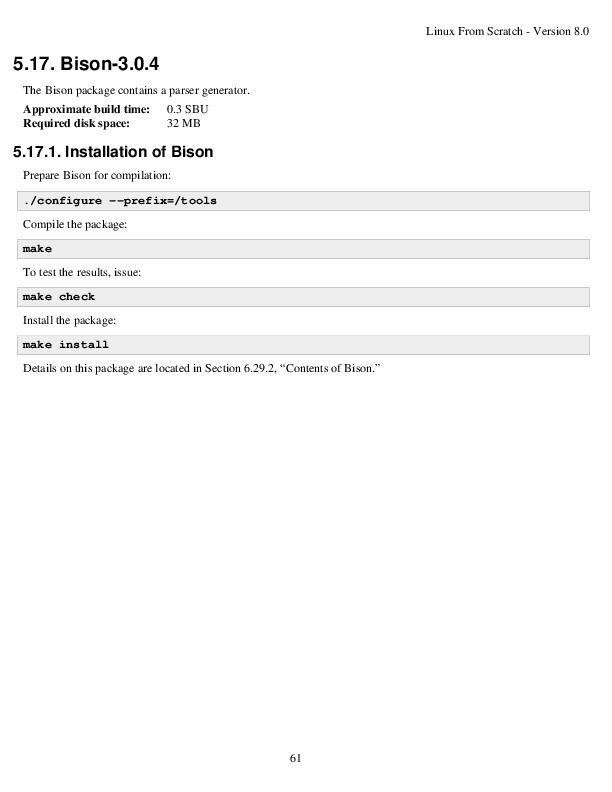 Linux From Scratch - Version 8.0
5.17. Bison-3.0.4
The Bison package contains a parser generator.
Approximate build time: 0.3 SBU
Required disk space: 32 MB
5.17.1. Installation of Bison
Prepare Bison for compilation:
./configure --prefix=/tools
Compile the package:
make
To test the results, issue:
make check
Install the package:
make install
Details on this package are located in Section 6.29.2, “Contents of Bison.”
61